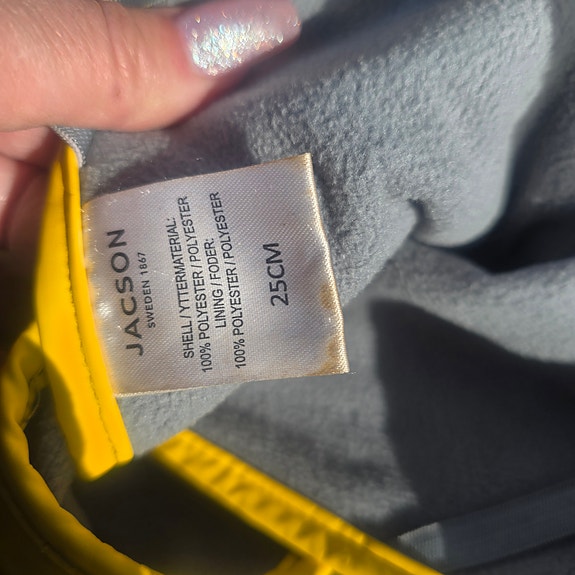 JACSON
SWEDEN 1867
SHELL / YTTERMATERIAL:
100% POLYESTER / POLYESTER
LINING / FODER:
100% POLYESTER / POLYESTER
25CM